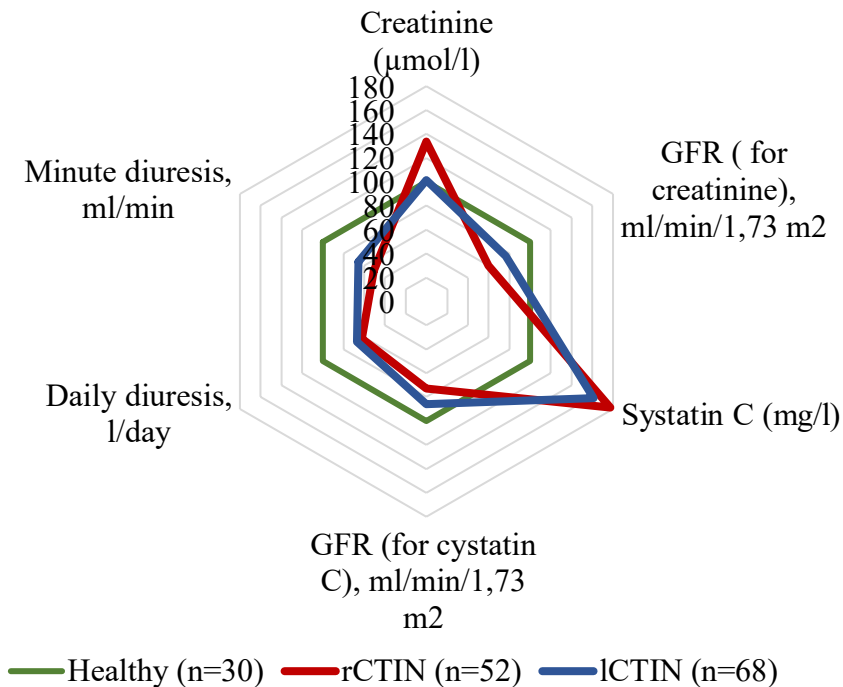 Creatinine
(µmol/l)
180
160
140
120
100
80
60
40
20
0
GFR ( for
creatinine),
ml/min/1,73 m2
Systatin C (mg/l)
GFR (for cystatin
C), ml/min/1,73
m2
Daily diuresis,
l/day
Minute diuresis,
ml/min
Healthy (n=30)
rCTIN (n=52)
lCTIN (n=68)